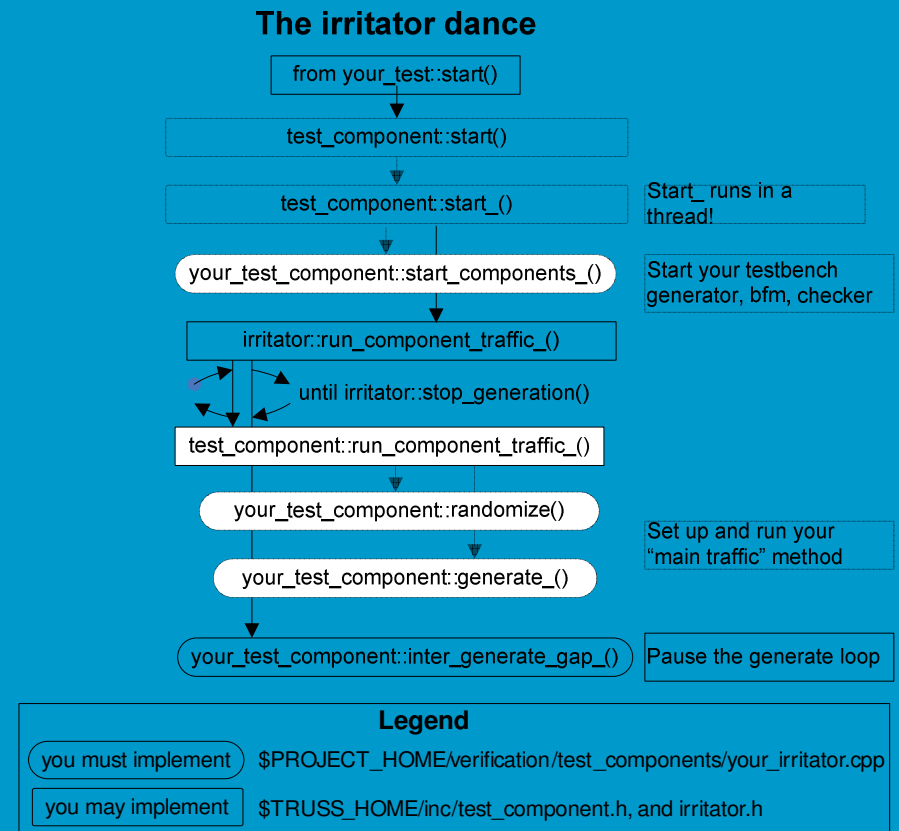 The irritator dance
from your_test::start()
test_component::start()
test_component::start_()
Start_ runs in a
thread!
your_test_component::start_components_()
Start your testbench
generator, bfm, checker
irritator::run_component_traffic_()
until irritator::stop_generation()
test_component::run_component_traffic_()
your_test_component::randomize()
Set up and run your
“main traffic” method
your_test_component::generate_()
your_test_component::inter_generate_gap_()
Pause the generate loop
Legend
you must implement
$PROJECT_HOME/verification/test_components/your_irritator.cpp
you may implement
$TRUSS_HOME/inc/test_component.h, and irritator.h